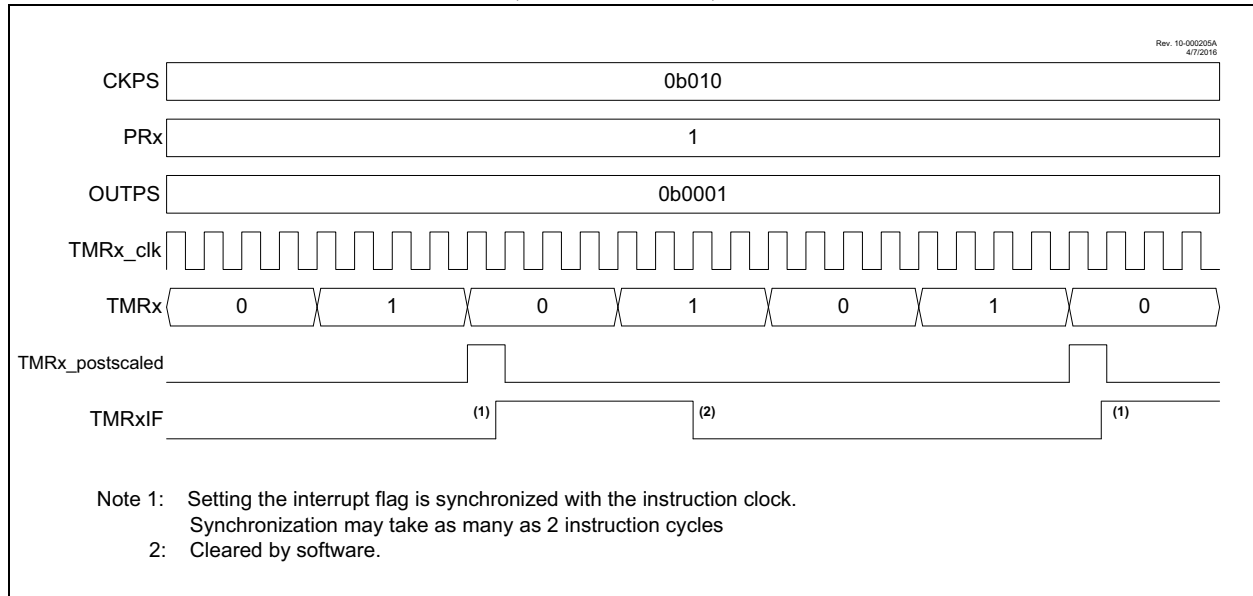 Rev. 10-000205A
4/7/2016
CKPS 0b010
PRx 1
OUTPS 0b0001
TMRx_clk
TMRx 0 1 0 1 0 1 0
TMRx_postscaled
TMRxIF (1) (2) (1)
Note 1: Setting the interrupt flag is synchronized with the instruction clock.
Synchronization may take as many as 2 instruction cycles
2: Cleared by software.